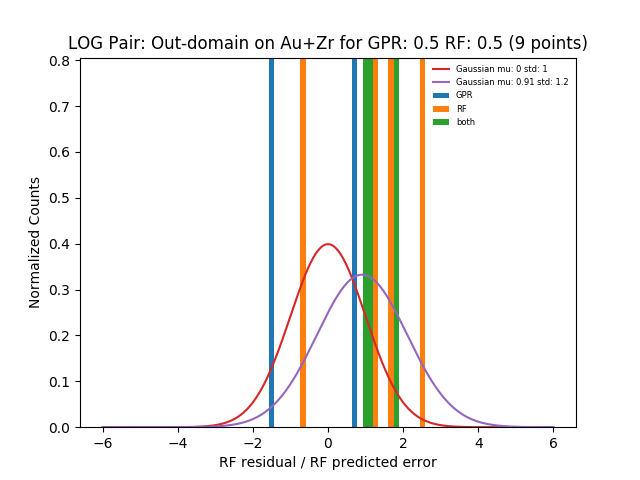 LOG Pair: Out-domain on Au+Zr for GPR: 0.5 RF: 0.5 (9 points)
Gaussian mu: 0 std: 1
Gaussian mu: 0.91 std: 1.2
GPR
RF
both
Normalized Counts
0.8
0.7
0.6
0.5
0.4
0.3
0.2
0.1
0.0
−6
−4
−2
0
2
4
6
RF residual / RF predicted error